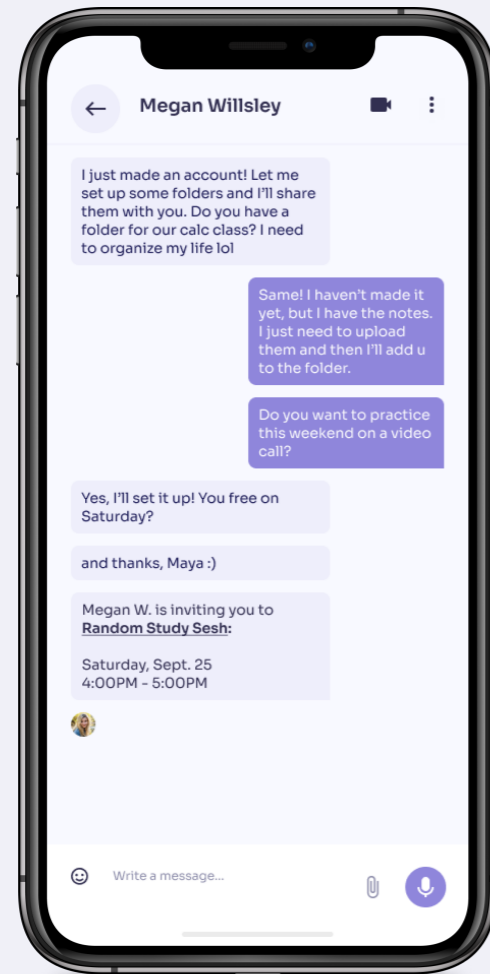 Megan Willsley
I just made an account! Let me
set up some folders and I'll share
them with you. Do you have a
folder for our calc class? I need
to organize my life lol
Same! I haven't made it
yet, but I have the notes.
I just need to upload
them and then I'll add u
to the folder.
Do you want to practice
this weekend on a video
call?
Yes, I'll set it up! You free on
Saturday?
and thanks, Maya :)
Megan W. is inviting you to
Random Study Sesh:
Saturday, Sept. 25
4:00PM - 5:00PM
Write a message...